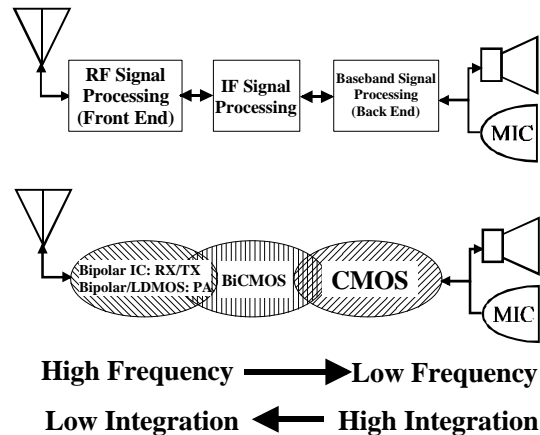 RF Signal
Processing
(Front End)
IF Signal
Processing
Baseband Signal
Processing
(Back End)
MIC
Bipolar IC: RX/TX
Bipolar/LDMOS: PA
BiCMOS
CMOS
MIC
High Frequency
Low Frequency
Low Integration
High Integration